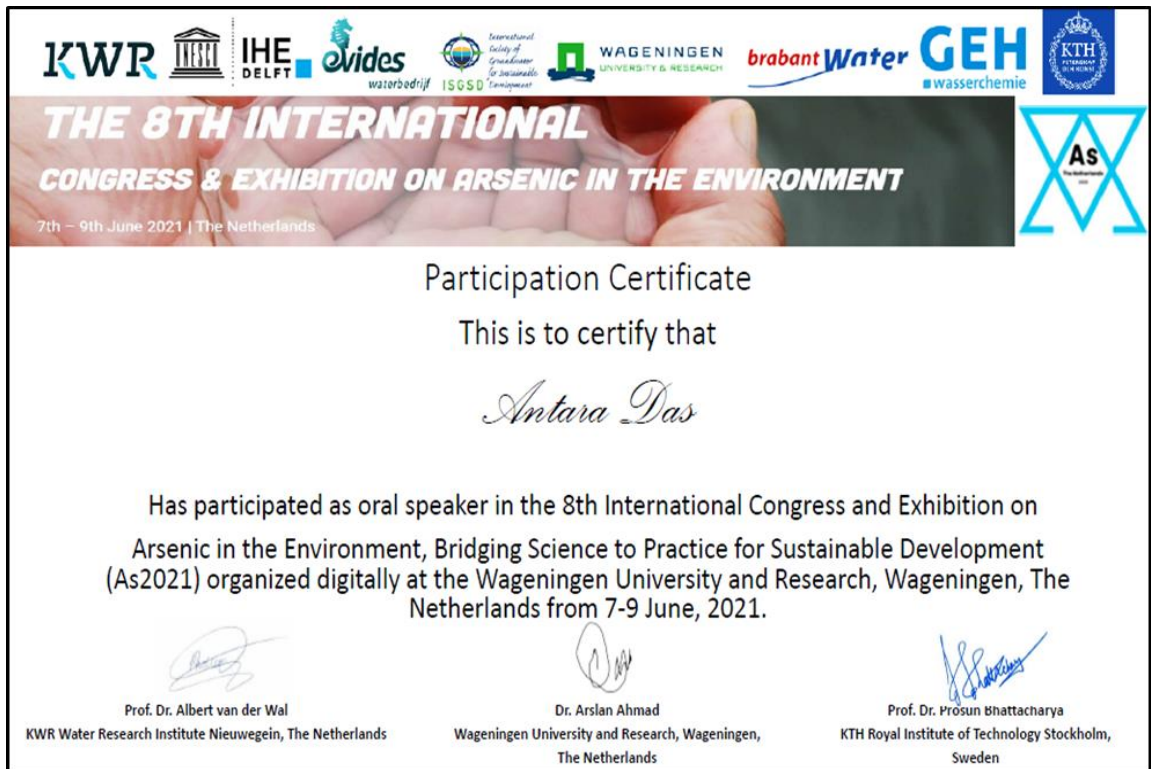 KWR
UNESCO
IHE
DELFT
evides
waterbedrijf
ISGSD
International
Society of
Groundwater
for Sustainable
Development
WAGENINGEN
UNIVERSITY & RESEARCH
brabant Water
GEH
wasserchemie
KTH
VETENSKAP
OCH KONST
THE 8TH INTERNATIONAL
CONGRESS & EXHIBITION ON ARSENIC IN THE ENVIRONMENT
7th – 9th June 2021 | The Netherlands
As
The Netherlands
Participation Certificate
This is to certify that
Antara Das
Has participated as oral speaker in the 8th International Congress and Exhibition on
Arsenic in the Environment, Bridging Science to Practice for Sustainable Development
(As2021) organized digitally at the Wageningen University and Research, Wageningen, The
Netherlands from 7-9 June, 2021.
Prof. Dr. Albert van der Wal
KWR Water Research Institute Nieuwegein, The Netherlands
Dr. Arslan Ahmad
Wageningen University and Research, Wageningen,
The Netherlands
Prof. Dr. Prosun Bhattacharya
KTH Royal Institute of Technology Stockholm,
Sweden